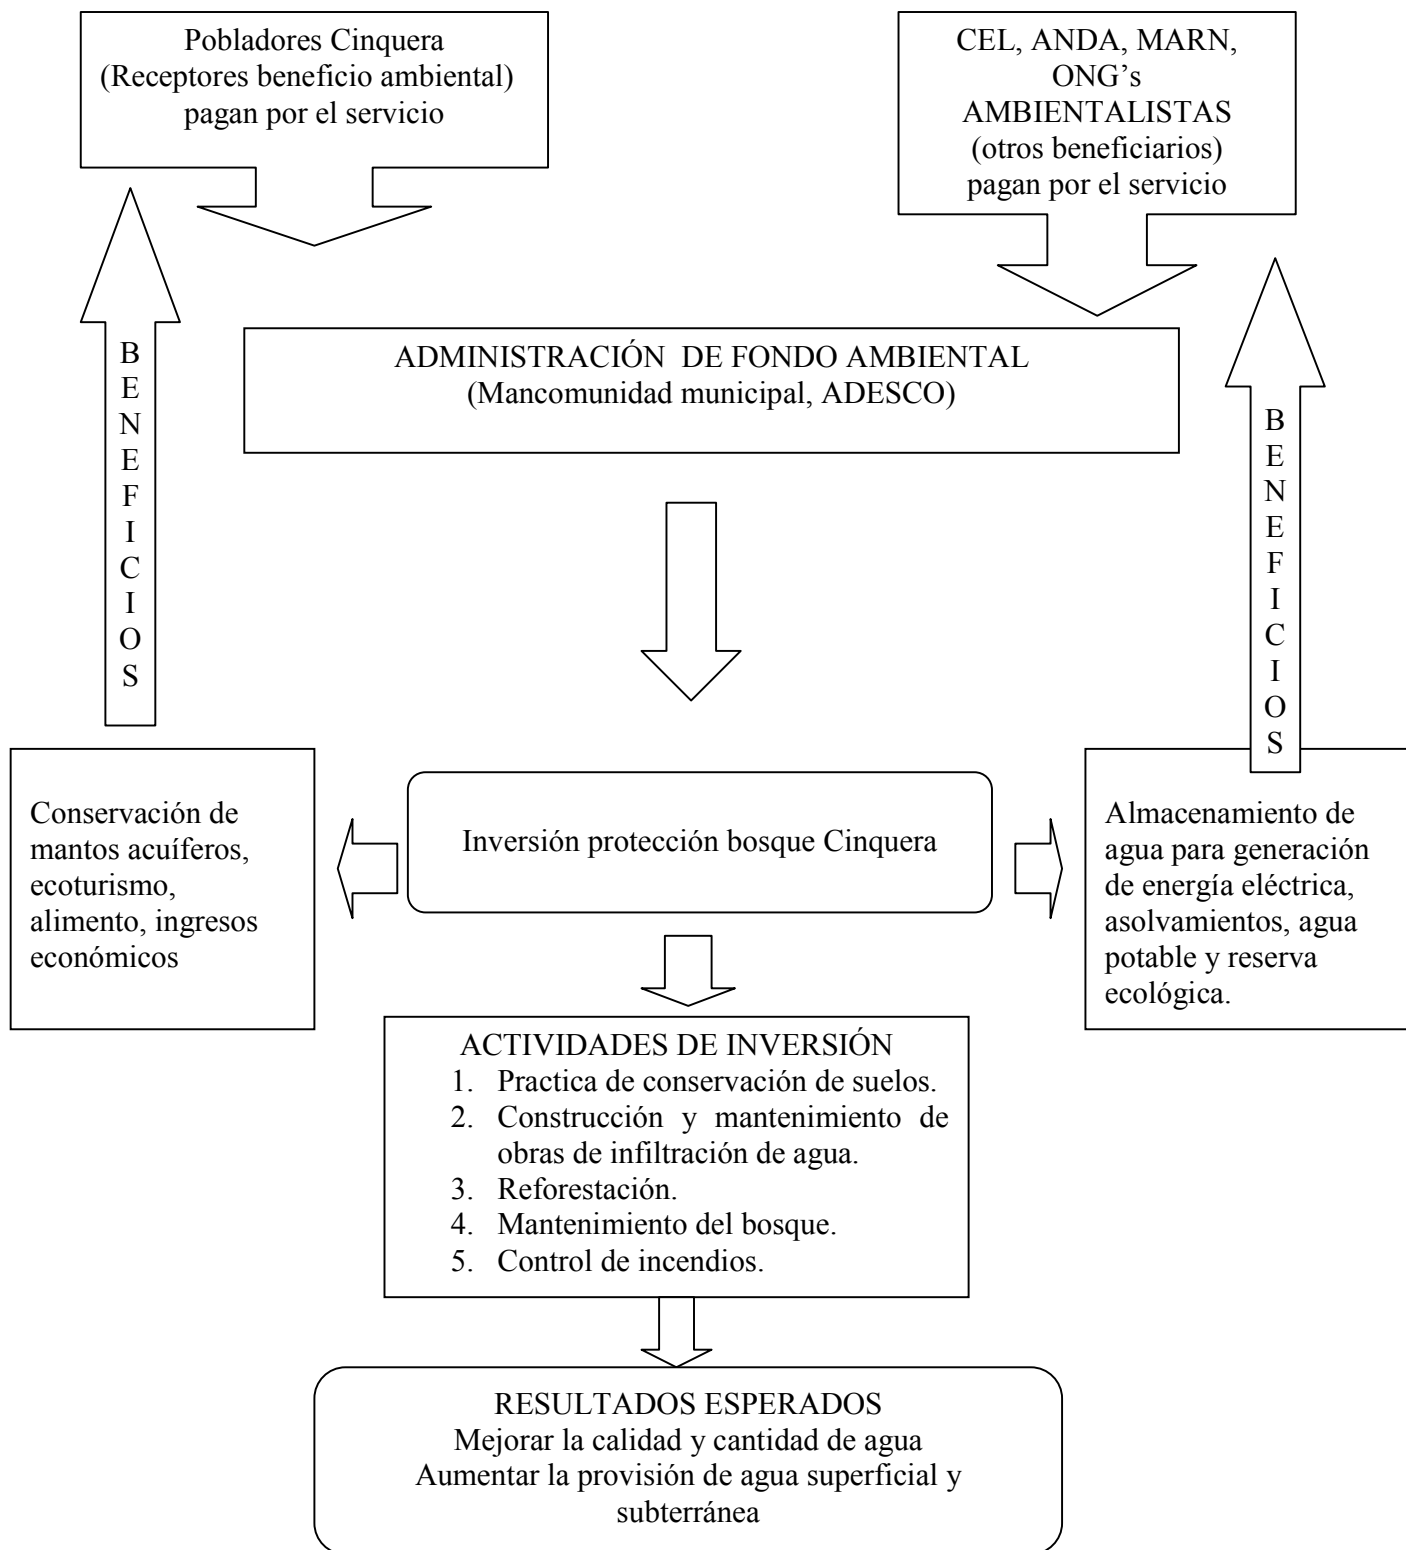 Pobladores Cinquera
(Receptores beneficio ambiental)
pagan por el servicio
CEL, ANDA, MARN,
ONG’s
AMBIENTALISTAS
(otros beneficiarios)
pagan por el servicio
BENEFICIOS
ADMINISTRACIÓN DE FONDO AMBIENTAL
(Mancomunidad municipal, ADESCO)
BENEFICIOS
Conservación de
mantos acuíferos,
ecoturismo,
alimento, ingresos
económicos
Inversión protección bosque Cinquera
Almacenamiento de
agua para generación
de energía eléctrica,
asolvamientos, agua
potable y reserva
ecológica.
ACTIVIDADES DE INVERSIÓN
1. Practica de conservación de suelos.
2. Construcción y mantenimiento de
obras de infiltración de agua.
3. Reforestación.
4. Mantenimiento del bosque.
5. Control de incendios.
RESULTADOS ESPERADOS
Mejorar la calidad y cantidad de agua
Aumentar la provisión de agua superficial y
subterránea